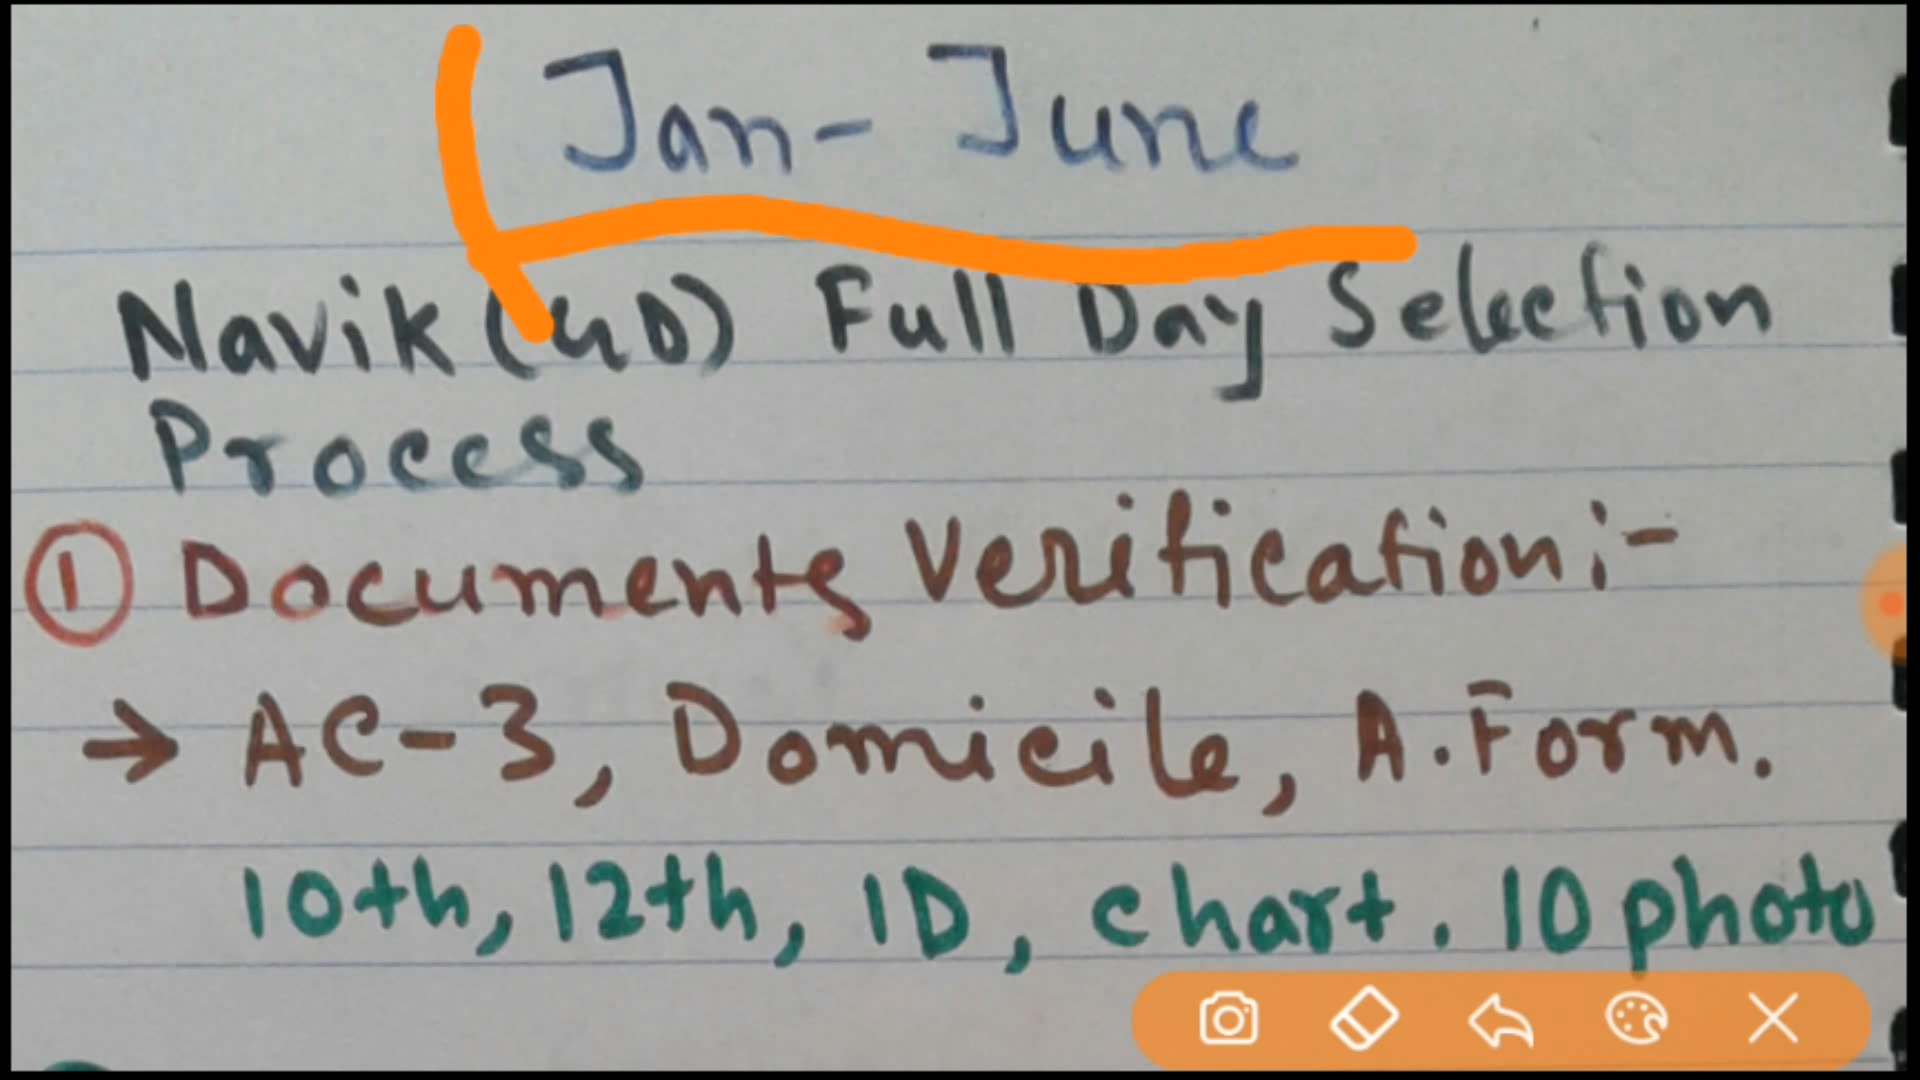 Jan - June
Navik (GD) Full Day Selection
Process
① Documents Verification :-
→ AC-3, Domicile, A. Form.
10th, 12th, ID, chart. 10 photo